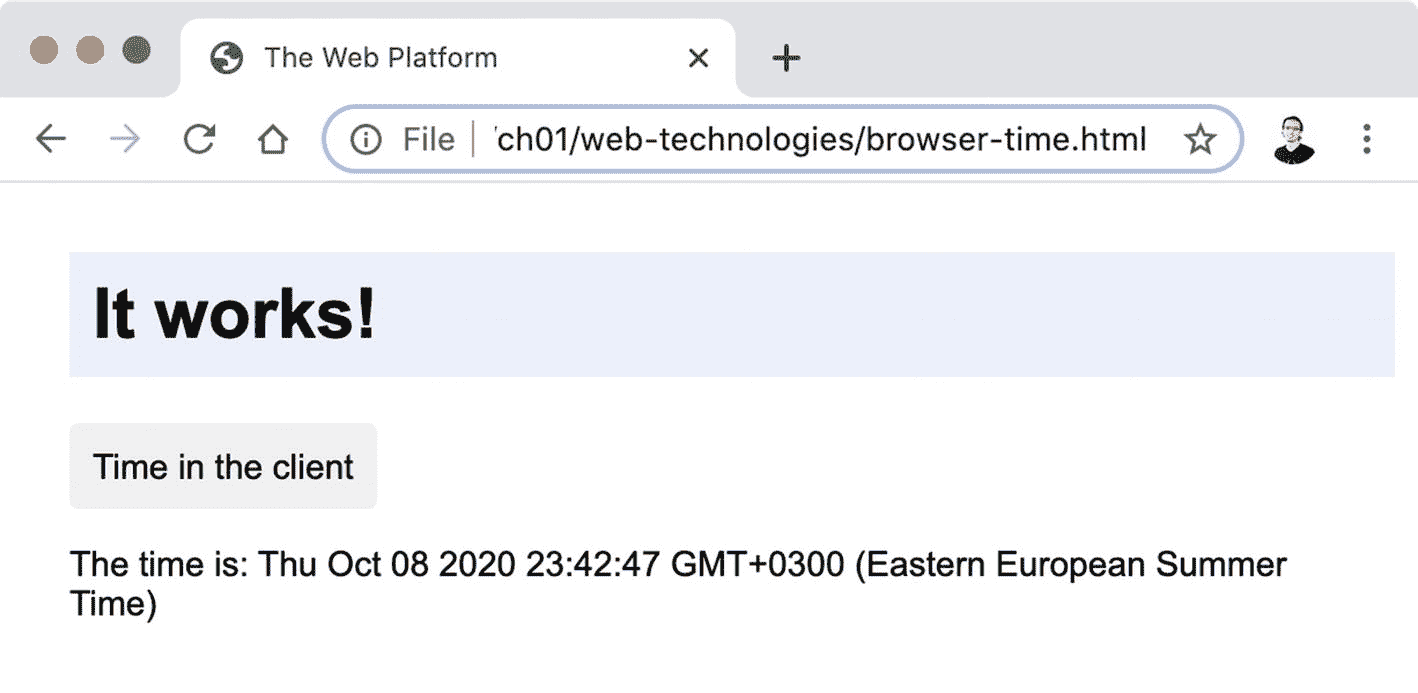 The Web Platform
File /ch01/web-technologies/browser-time.html
It works!
Time in the client
The time is: Thu Oct 08 2020 23:42:47 GMT+0300 (Eastern European Summer
Time)